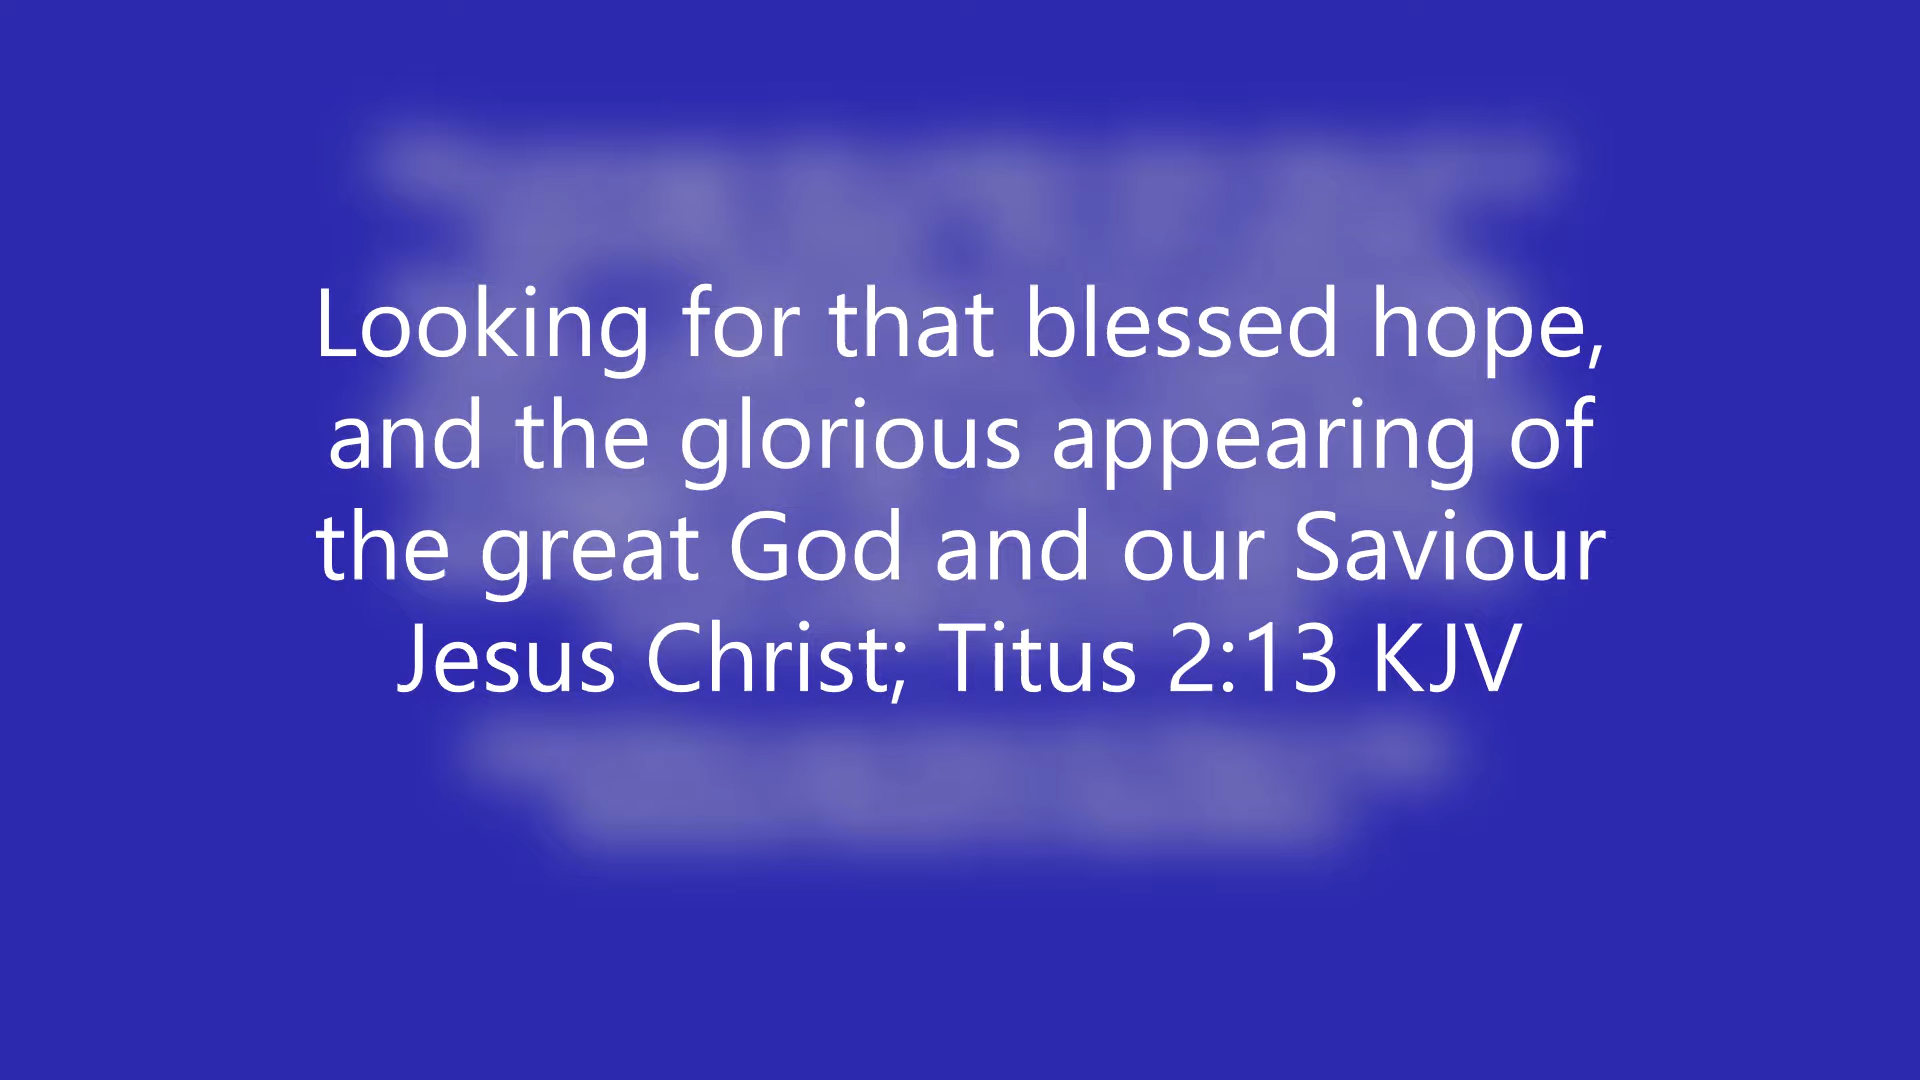 Looking for that blessed hope,
and the glorious appearing of
the great God and our Saviour
Jesus Christ; Titus 2:13 KJV